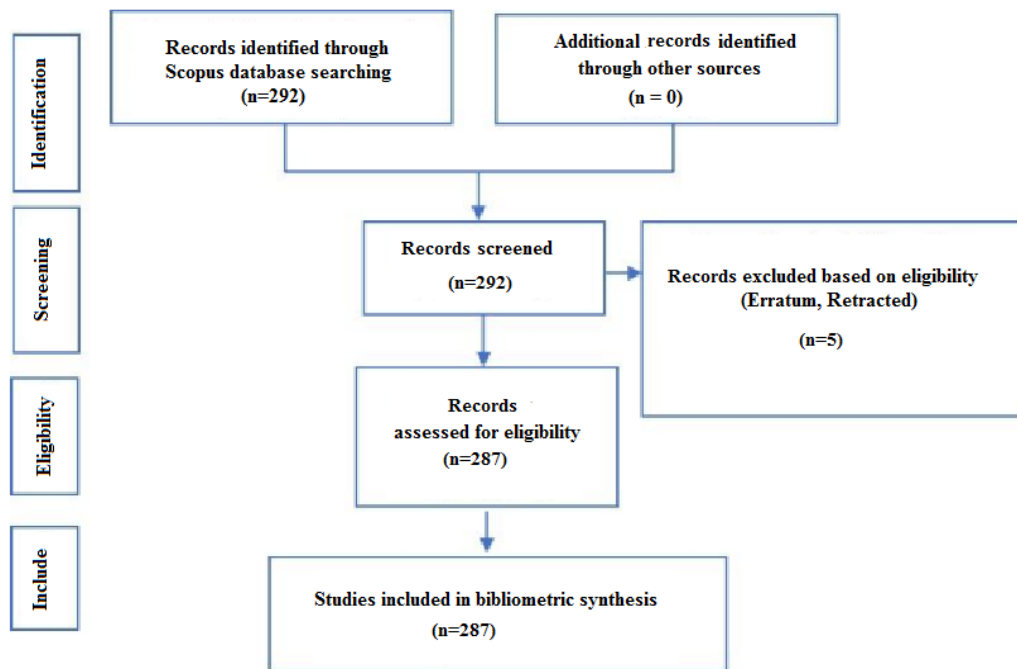 Identification
Records identified through
Scopus database searching
(n=292)
Additional records identified
through other sources
(n = 0)
Screening
Records screened
(n=292)
Records excluded based on eligibility
(Erratum, Retracted)
(n=5)
Eligibility
Records
assessed for eligibility
(n=287)
Include
Studies included in bibliometric synthesis
(n=287)